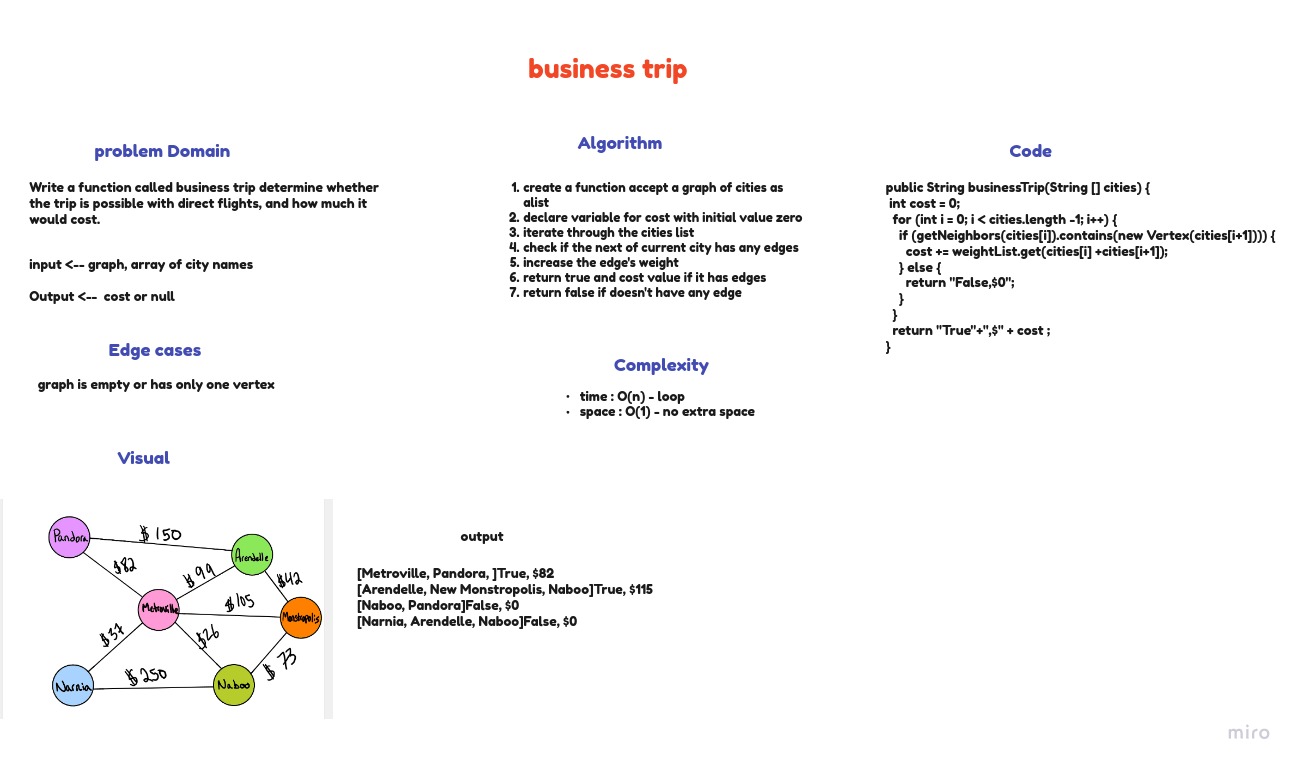 business trip
problem Domain
Write a function called business trip determine whether
the trip is possible with direct flights, and how much it
would cost.
input <-- graph, array of city names
Output <-- cost or null
Edge cases
graph is empty or has only one vertex
Visual
Pandora
$150
Arendelle
$82
$99
$42
Metroville
$105
Monstropolis
$37
$26
$73
Narnia
$250
Naboo
Algorithm
1. create a function accept a graph of cities as
alist
2. declare variable for cost with initial value zero
3. iterate through the cities list
4. check if the next of current city has any edges
5. increase the edge's weight
6. return true and cost value if it has edges
7. return false if doesn't have any edge
Complexity
• time : O(n) - loop
• space : O(1) - no extra space
output
[Metroville, Pandora, ]True, $82
[Arendelle, New Monstropolis, Naboo]True, $115
[Naboo, Pandora]False, $0
[Narnia, Arendelle, Naboo]False, $0
Code
public String businessTrip(String [] cities) {
int cost = 0;
for (int i = 0; i < cities.length -1; i++) {
if (getNeighbors(cities[i]).contains(new Vertex(cities[i+1]))) {
cost += weightList.get(cities[i] +cities[i+1]);
} else {
return "False,$0";
}
}
return "True"+",$" + cost ;
}
miro